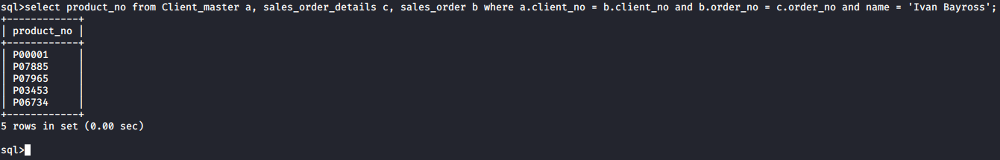 sql>select product_no from Client_master a, sales_order_details c, sales_order b where a.client_no = b.client_no and b.order_no = c.order_no and name = 'Ivan Bayross';
+------------+
| product_no |
+------------+
| P00001     |
| P07885     |
| P07965     |
| P03453     |
| P06734     |
+------------+
5 rows in set (0.00 sec)
sql>